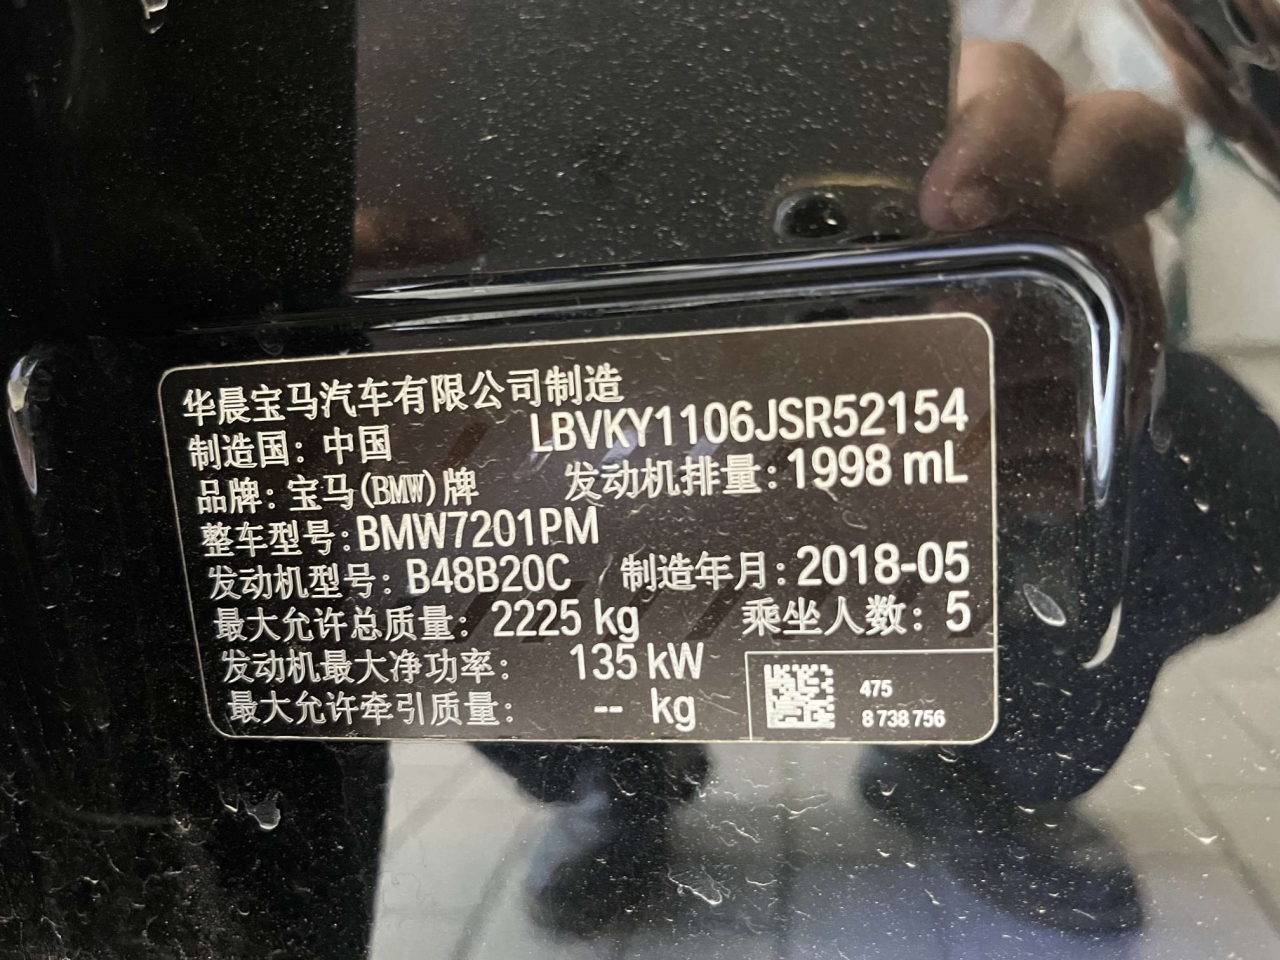 华晨宝马汽车有限公司制造
制造国：中国 LBVKY1106JSR52154
品牌：宝马(BMW)牌 发动机排量：1998 mL
整车型号：BMW7201PM
发动机型号：B48B20C 制造年月：2018-05
最大允许总质量：2225 kg 乘坐人数：5
发动机最大净功率：135 kW
最大允许牵引质量：-- kg
475
8 738 756